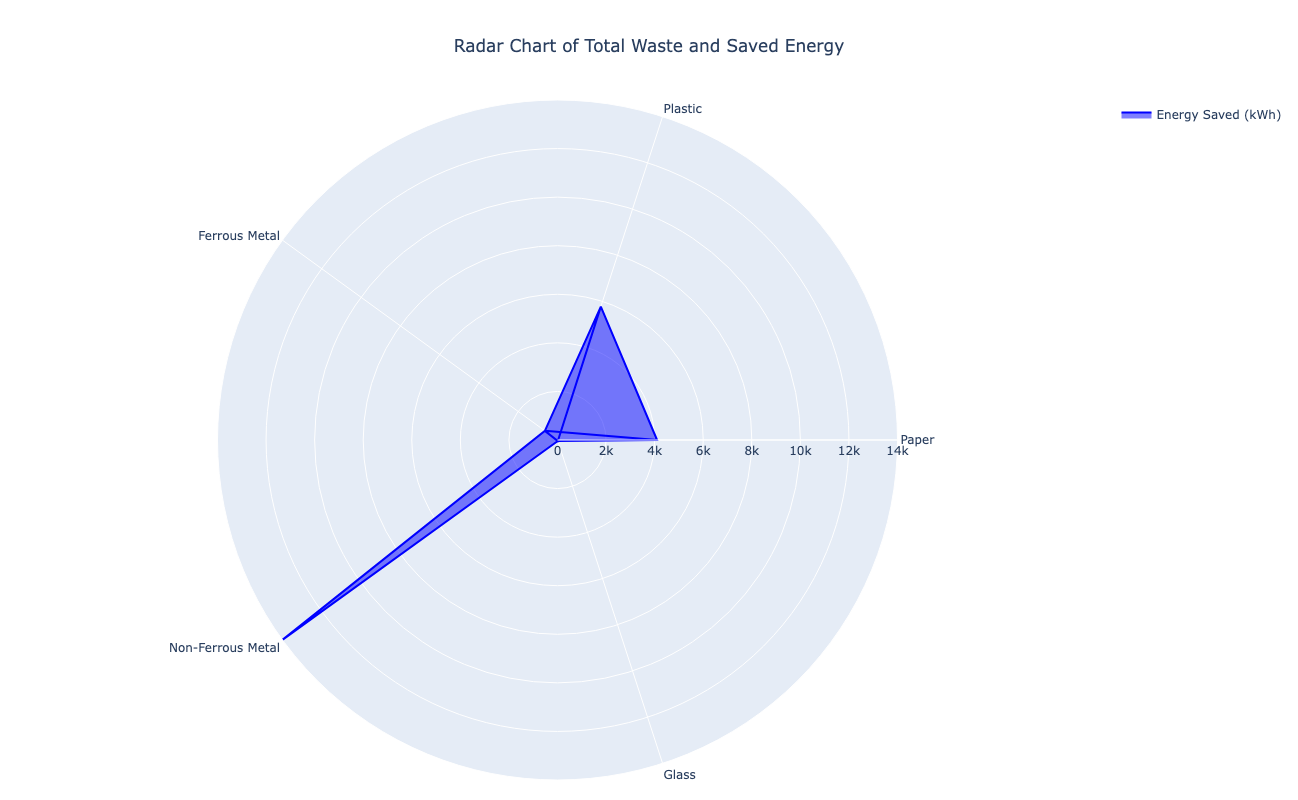 Radar Chart of Total Waste and Saved Energy
Plastic
Energy Saved (kWh)
Ferrous Metal
Paper
0 2k 4k 6k 8k 10k 12k 14k
Non-Ferrous Metal
Glass